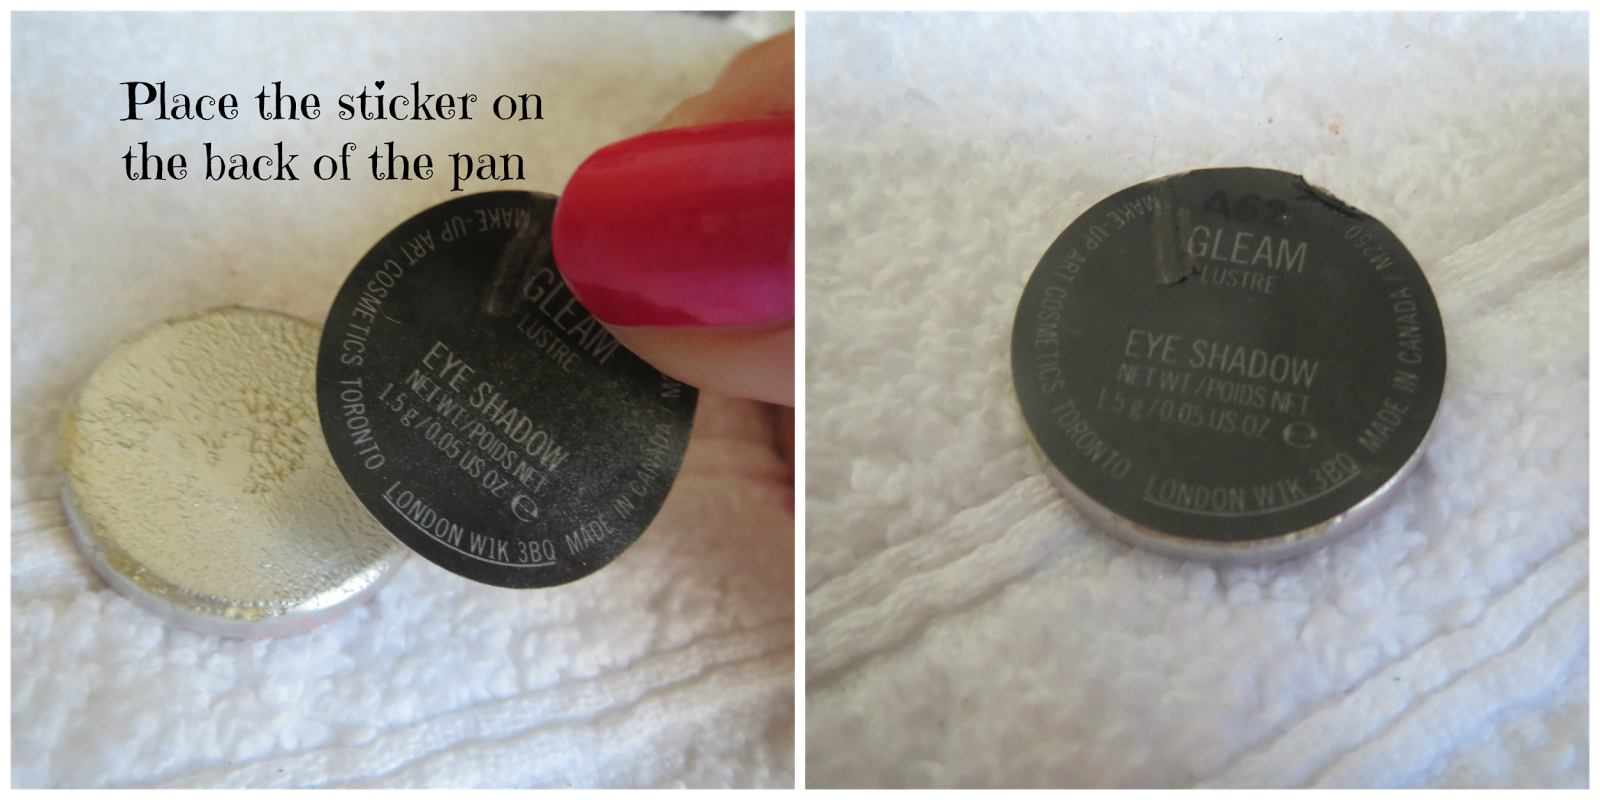 Place the sticker on
the back of the pan
GLEAM
LUSTRE
EYE SHADOW
NET WT./POIDS NET
1.5 g/0.05 US OZ e
MAKE-UP ART COSMETICS TORONTO LONDON W1K 3BQ MADE IN CANADA /
GLEAM
LUSTRE
EYE SHADOW
NET WT./POIDS NET
1.5 g/0.05 US OZ e
MAKE-UP ART COSMETICS TORONTO LONDON W1K 3BQ MADE IN CANADA / M250